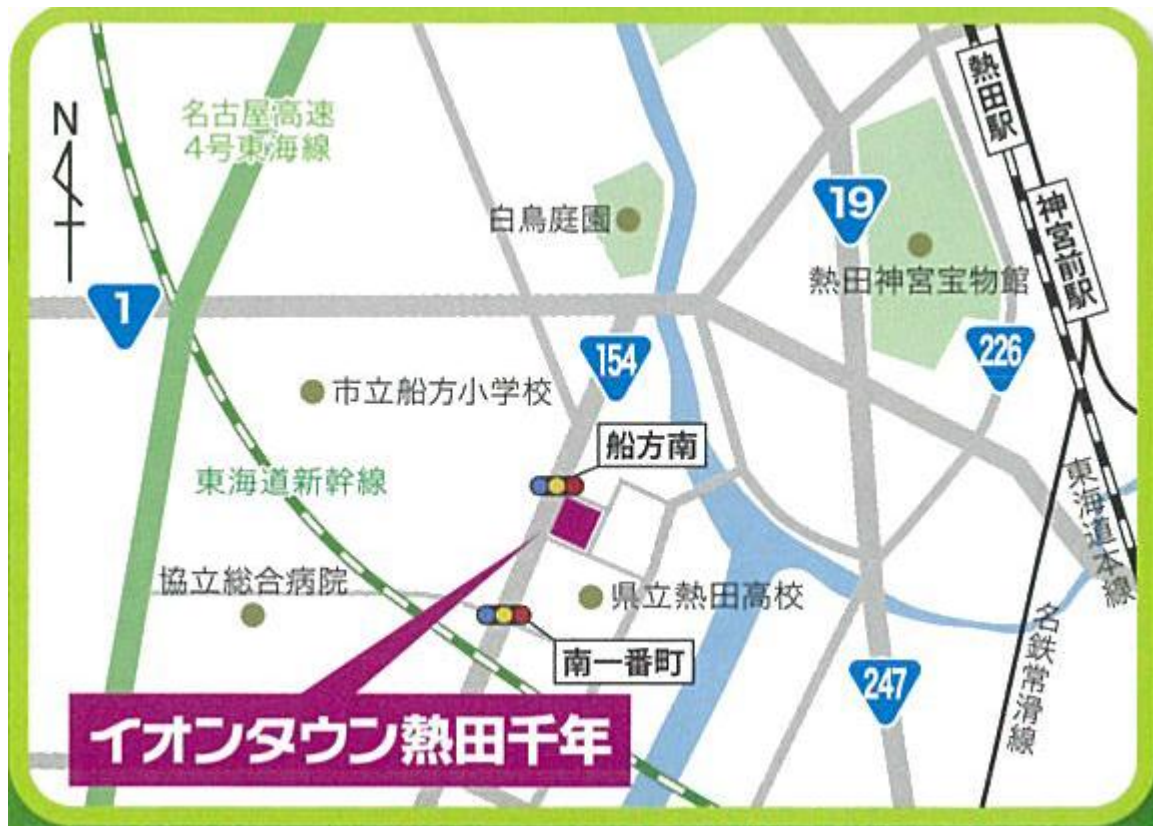 N
名古屋高速
4号東海線
熱田駅
白鳥庭園
19
神宮前駅
熱田神宮宝物館
1
154
226
市立船方小学校
船方南
東海道新幹線
東海道本線
協立総合病院
県立熱田高校
名鉄常滑線
南一番町
247
イオンタウン熱田千年